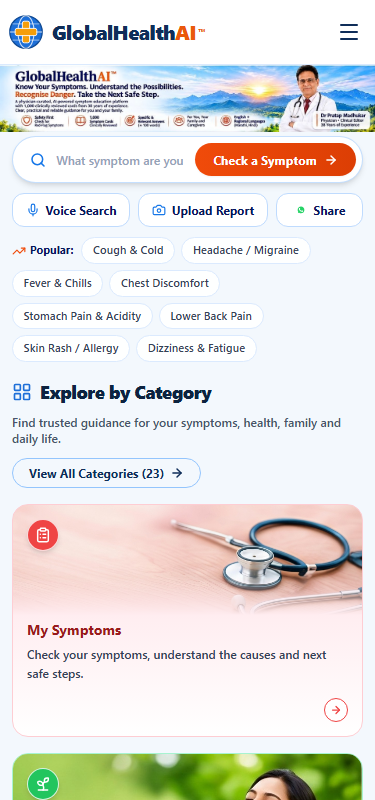 GlobalHealthAI™
GlobalHealthAI™
Know Your Symptoms. Understand the Possibilities.
Recognise Danger. Take the Next Safe Step.
Dr Pratap Madhukar
What symptom are you
Check a Symptom
Voice Search
Upload Report
Share
Popular:
Cough & Cold
Headache / Migraine
Fever & Chills
Chest Discomfort
Stomach Pain & Acidity
Lower Back Pain
Skin Rash / Allergy
Dizziness & Fatigue
Explore by Category
Find trusted guidance for your symptoms, health, family and
daily life.
View All Categories (23)
My Symptoms
Check your symptoms, understand the causes and next
safe steps.